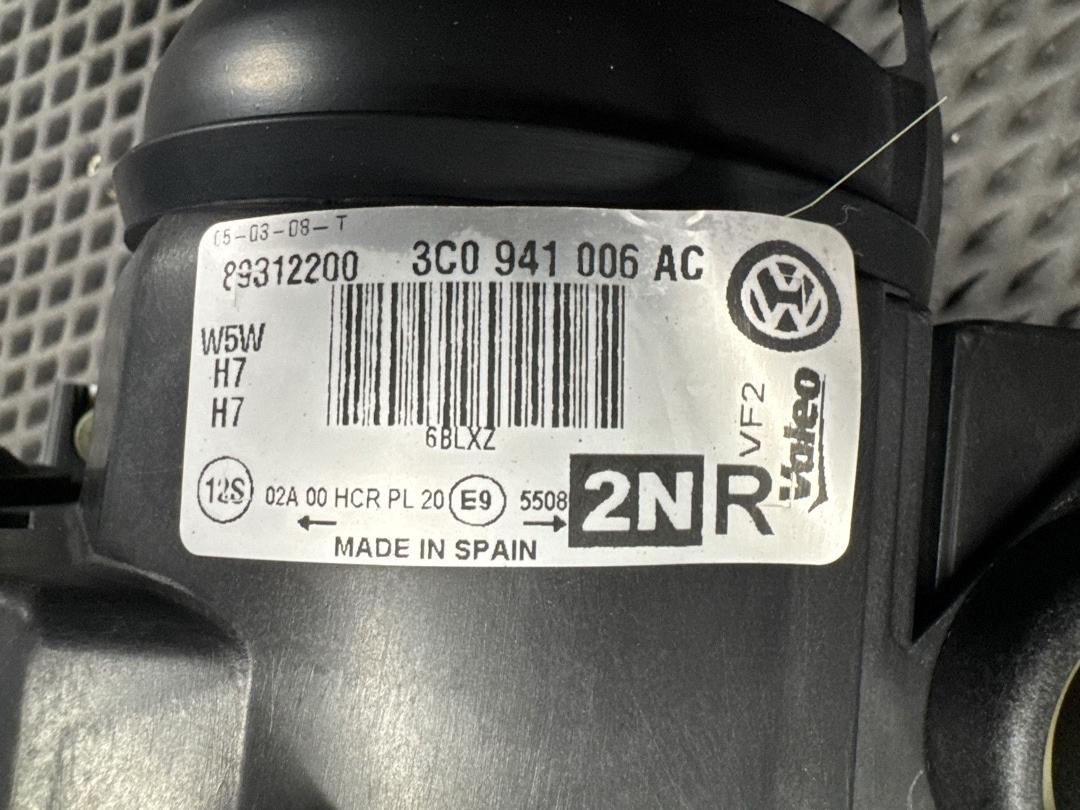 05-03-08-T
89312200 3C0 941 006 AC
W5W
H7
H7
6BLXZ
VF2
Valeo
12S 02A 00 HCR PL 20 E9 5508 2N R
MADE IN SPAIN